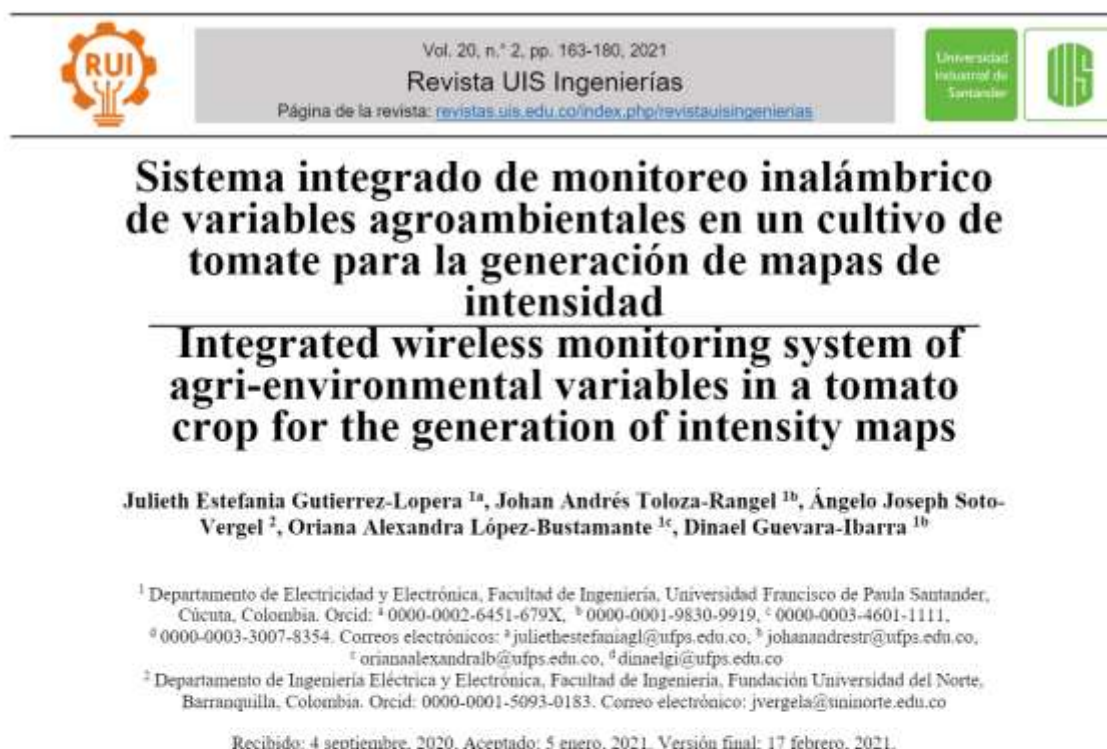 RUI
Vol. 20, n.° 2, pp. 163-180, 2021
Revista UIS Ingenierías
Página de la revista: revistas.uis.edu.co/index.php/revistauisingenierias
Universidad
Industrial de
Santander
UIS
Sistema integrado de monitoreo inalámbrico
de variables agroambientales en un cultivo de
tomate para la generación de mapas de
intensidad
Integrated wireless monitoring system of
agri-environmental variables in a tomato
crop for the generation of intensity maps
Julieth Estefania Gutierrez-Lopera 1a, Johan Andrés Toloza-Rangel 1b, Ángelo Joseph Soto-
Vergel 2, Oriana Alexandra López-Bustamante 1c, Dinael Guevara-Ibarra 1b
1 Departamento de Electricidad y Electrónica, Facultad de Ingeniería, Universidad Francisco de Paula Santander,
Cúcuta, Colombia. Orcid: a 0000-0002-6451-679X, b 0000-0001-9830-9919, c 0000-0003-4601-1111,
d 0000-0003-3007-8354. Correos electrónicos: a juliethestefaniagl@ufps.edu.co, b johanandrestr@ufps.edu.co,
c orianaalexandralb@ufps.edu.co, d dinaelgi@ufps.edu.co
2 Departamento de Ingeniería Eléctrica y Electrónica, Facultad de Ingeniería, Fundación Universidad del Norte,
Barranquilla, Colombia. Orcid: 0000-0001-5093-0183. Correo electrónico: jvergela@uninorte.edu.co
Recibido: 4 septiembre, 2020. Aceptado: 5 enero, 2021. Versión final: 17 febrero, 2021.